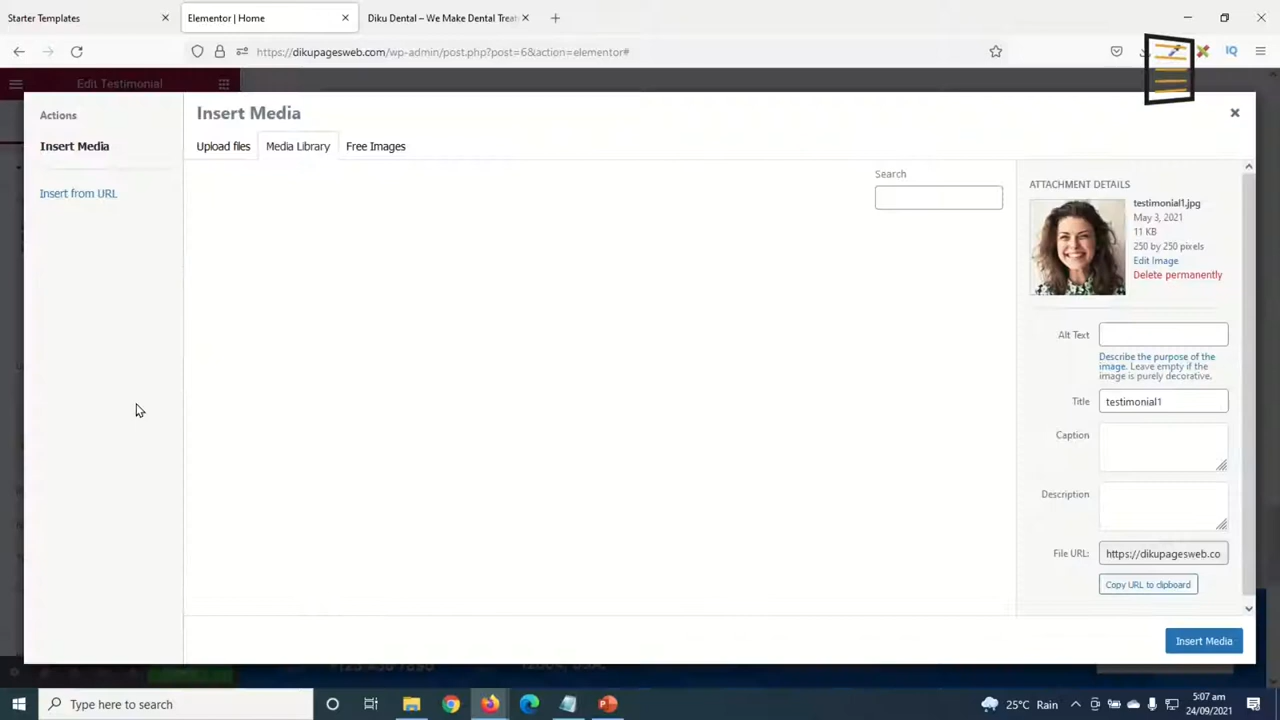 Starter Templates
Elementor | Home
Diku Dental – We Make Dental Treat
https://dikupagesweb.com/wp-admin/post.php?post=6&action=elementor#
IQ
Edit Testimonial
Actions
Insert Media
Insert from URL
Insert Media
Upload files
Media Library
Free Images
Search
ATTACHMENT DETAILS
testimonial1.jpg
May 3, 2021
11 KB
250 by 250 pixels
Edit Image
Delete permanently
Alt Text
Describe the purpose of the
image. Leave empty if the
image is purely decorative.
Title
testimonial1
Caption
Description
File URL:
https://dikupagesweb.co
Copy URL to clipboard
Insert Media
Type here to search
25°C Rain
5:07 am
24/09/2021